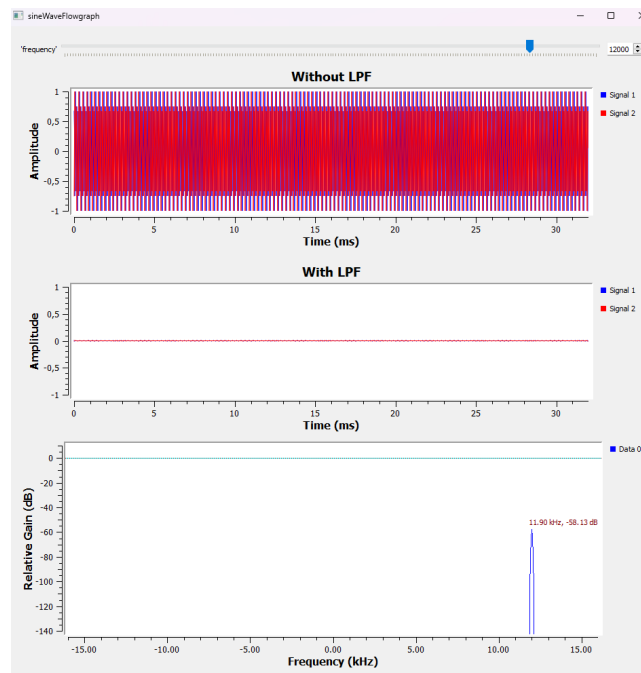 sineWaveFlowgraph
'frequency'
12000
Without LPF
Signal 1
Signal 2
Amplitude
1
0,5
0
-0,5
-1
0 5 10 15 20 25 30
Time (ms)
With LPF
Signal 1
Signal 2
Amplitude
1
0,5
0
-0,5
-1
0 5 10 15 20 25 30
Time (ms)
Data 0
Relative Gain (dB)
0
-20
-40
11.90 kHz, -58.13 dB
-60
-80
-100
-120
-140
-15.00 -10.00 -5.00 0.00 5.00 10.00 15.00
Frequency (kHz)